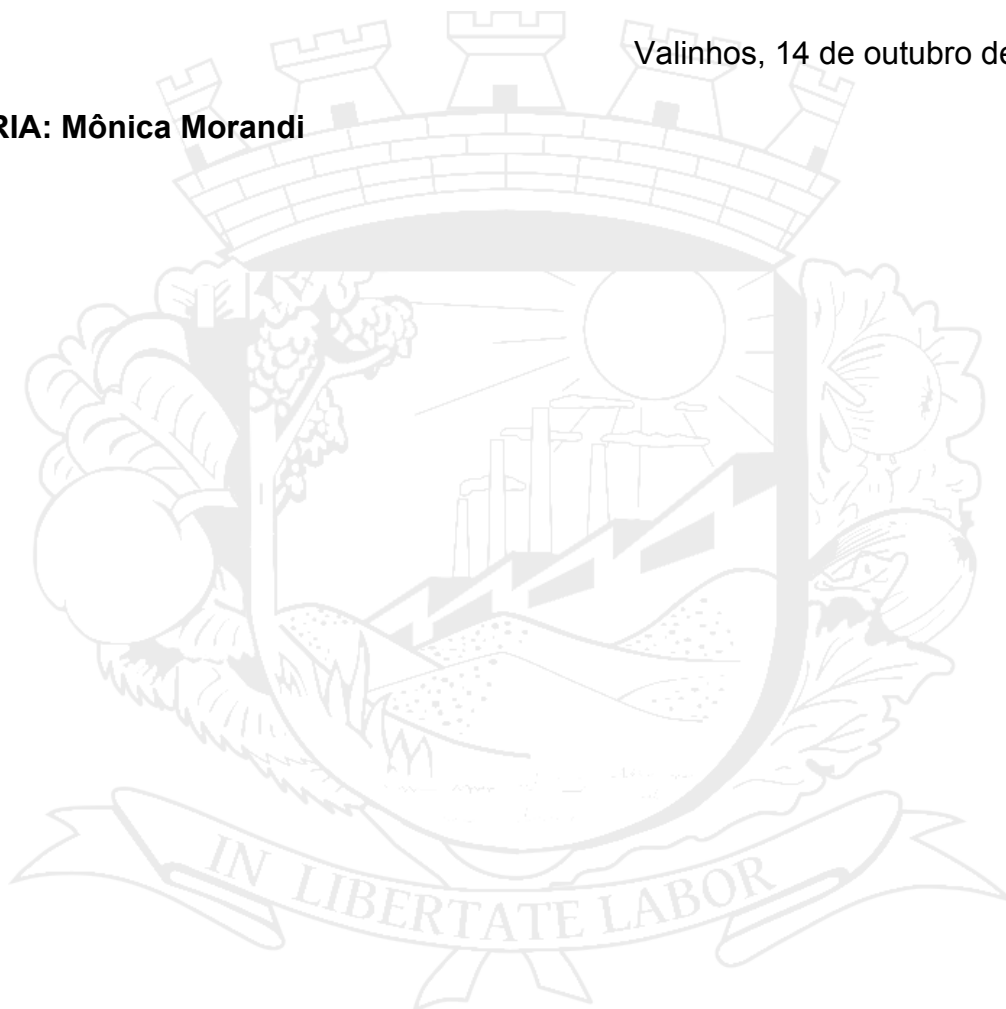 Valinhos, 14 de outubro de
RIA: Mônica Morandi
IN LIBERTATE LABOR